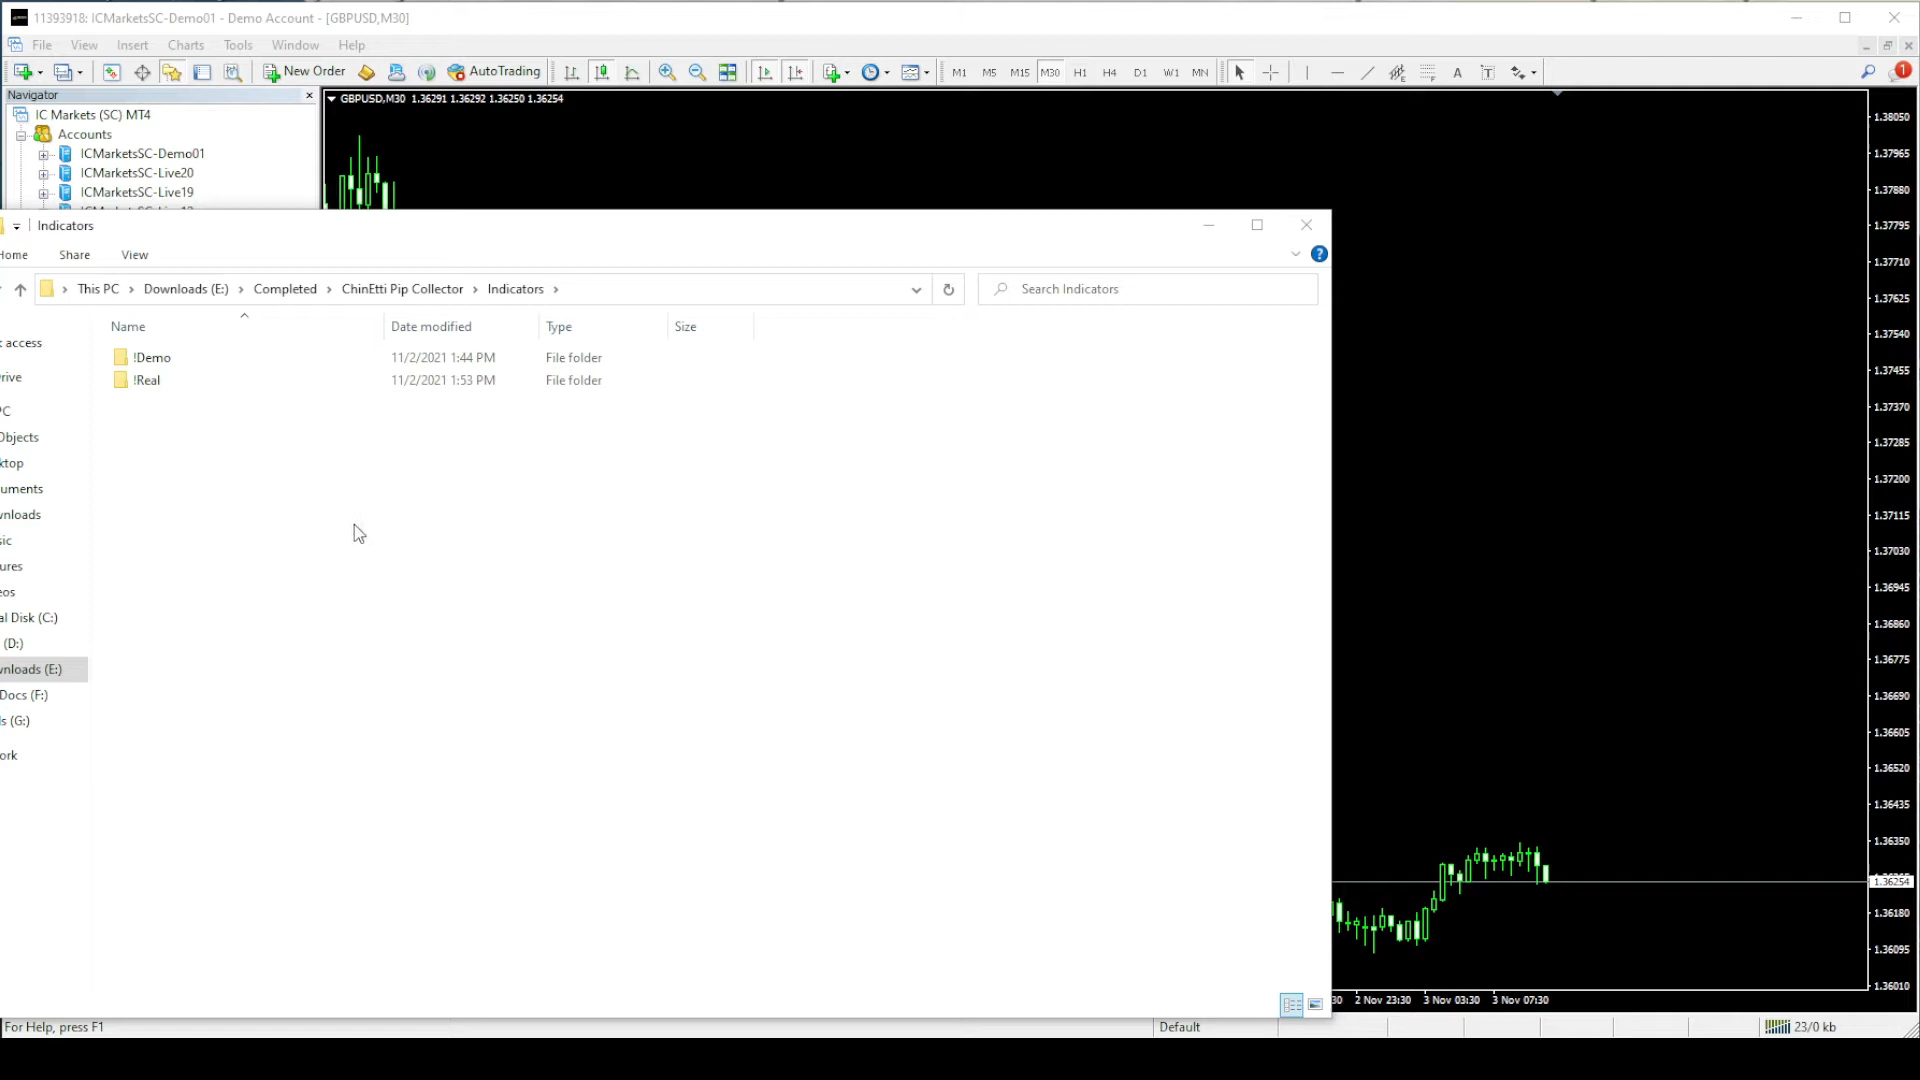 11393918: ICMarketsSC-Demo01 - Demo Account - [GBPUSD,M30]
File View Insert Charts Tools Window Help
New Order AutoTrading M1 M5 M15 M30 H1 H4 D1 W1 MN A T 1
Navigator
GBPUSD,M30 1.36291 1.36292 1.36250 1.36254
IC Markets (SC) MT4
Accounts
ICMarketsSC-Demo01
ICMarketsSC-Live20
ICMarketsSC-Live19
Indicators
Home Share View
This PC Downloads (E:) Completed ChinEtti Pip Collector Indicators
Search Indicators
Name Date modified Type Size
!Demo 11/2/2021 1:44 PM File folder
!Real 11/2/2021 1:53 PM File folder
k access
rive
PC
Objects
ktop
uments
wnloads
sic
ures
eos
al Disk (C:)
(D:)
wnloads (E:)
Docs (F:)
ls (G:)
ork
1.38050
1.37965
1.37880
1.37795
1.37710
1.37625
1.37540
1.37455
1.37370
1.37285
1.37200
1.37115
1.37030
1.36945
1.36860
1.36775
1.36690
1.36605
1.36520
1.36435
1.36350
1.36254
1.36180
1.36095
1.36010
30 2 Nov 23:30 3 Nov 03:30 3 Nov 07:30
For Help, press F1
Default
23/0 kb